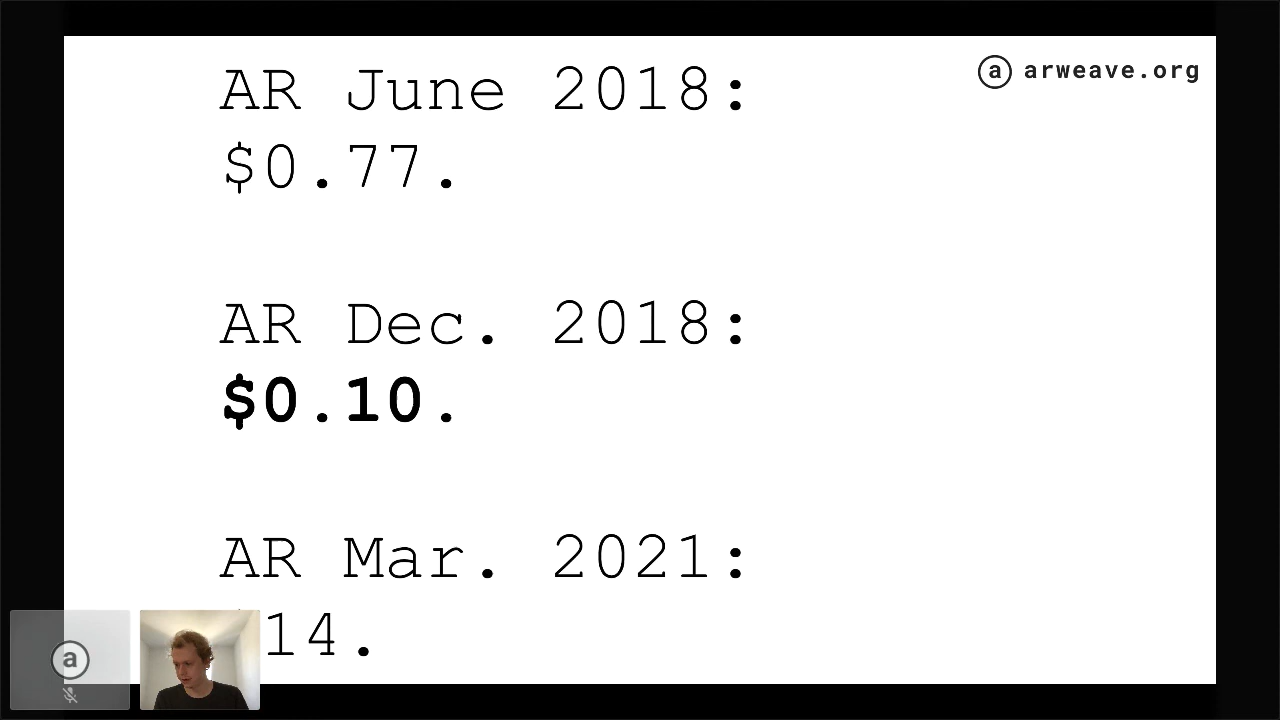 AR June 2018:
a arweave.org
$0.77.
AR Dec. 2018:
$0.10.
AR Mar. 2021:
14.
a